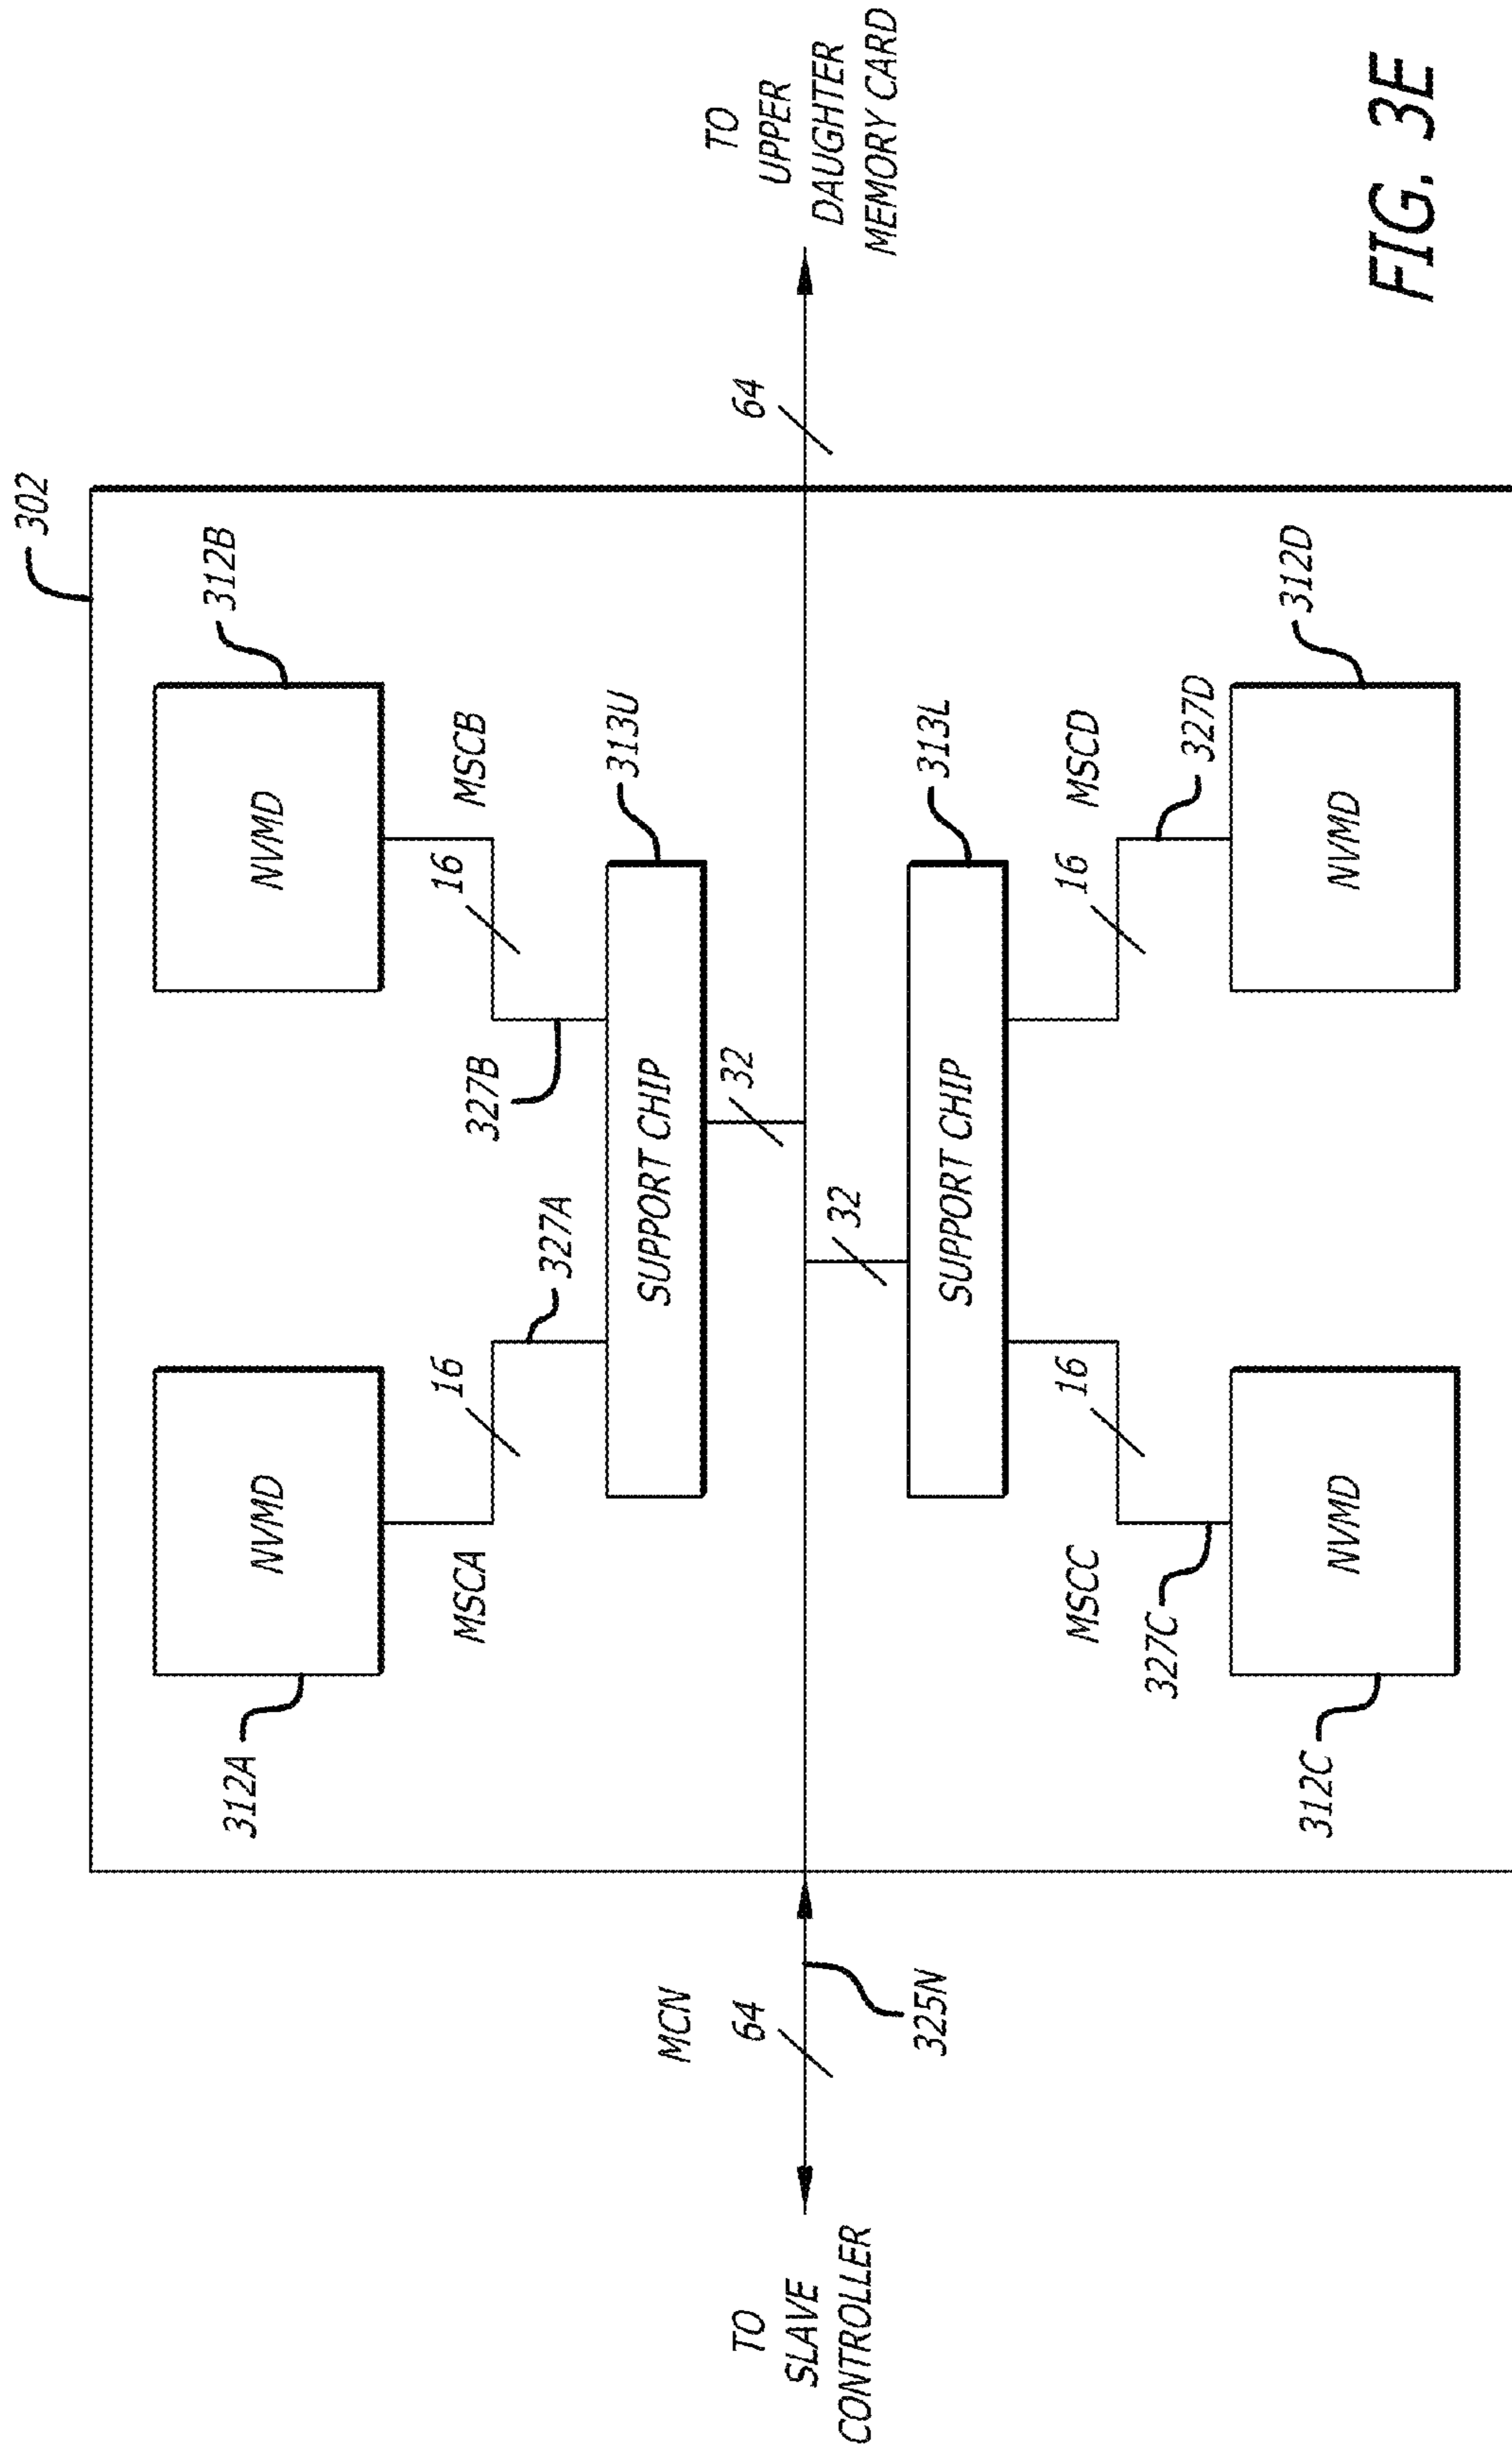 302
312A
NVMD
NVMD
312B
MSCA
16
327A
327B
16
MSCB
SUPPORT CHIP
313U
32
MCN
64
TO
SLAVE
CONTROLLER
325N
64
TO
UPPER
DAUGHTER
MEMORY CARD
32
SUPPORT CHIP
313L
MSCC
16
327C
16
MSCD
327D
312C
NVMD
NVMD
312D
FIG. 3E